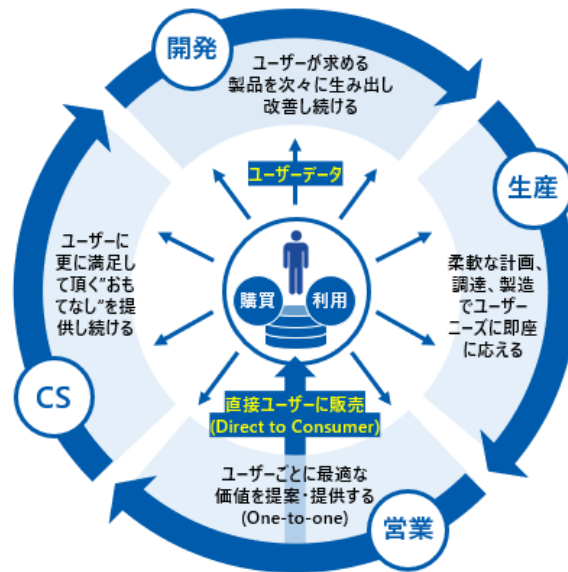 開発
ユーザーが求める
製品を次々に生み出し
改善し続ける
生産
柔軟な計画、
調達、製造
でユーザー
ニーズに即座
に応える
営業
ユーザーごとに最適な
価値を提案・提供する
(One-to-one)
CS
ユーザーに
更に満足し
て頂く"おも
てなし"を提
供し続ける
ユーザーデータ
購買
利用
直接ユーザーに販売
(Direct to Consumer)